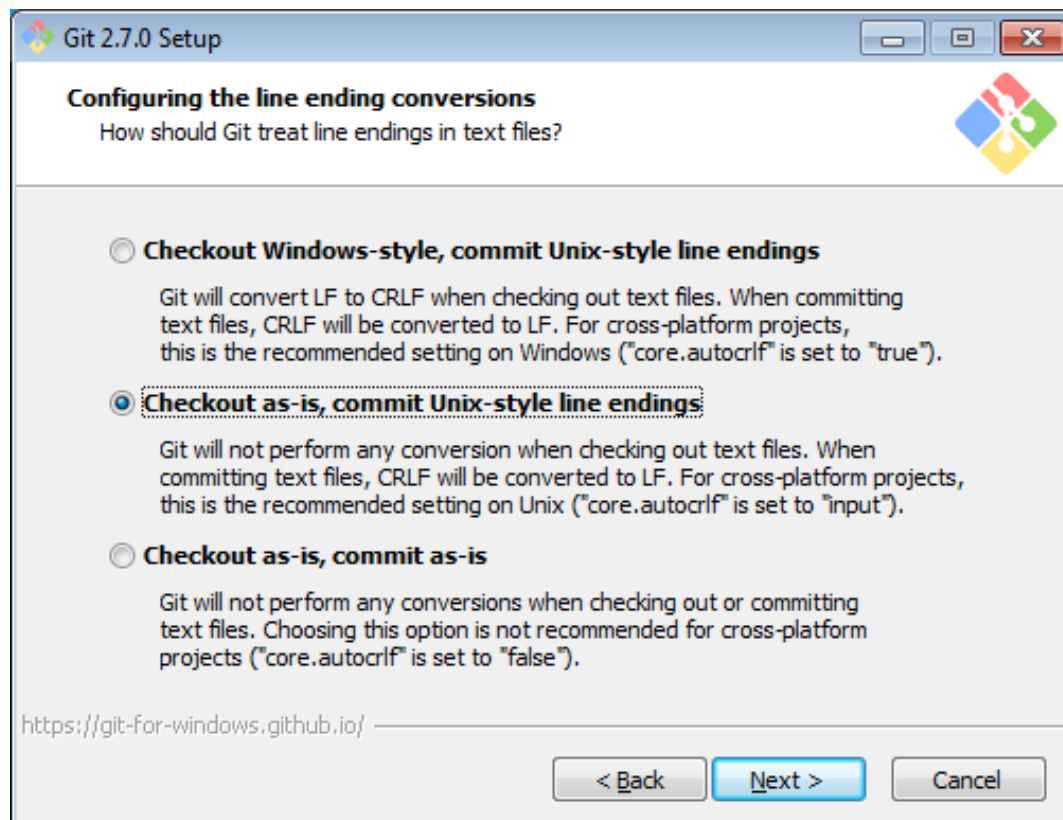 Git 2.7.0 Setup
Configuring the line ending conversions
How should Git treat line endings in text files?
Checkout Windows-style, commit Unix-style line endings
Git will convert LF to CRLF when checking out text files. When committing
text files, CRLF will be converted to LF. For cross-platform projects,
this is the recommended setting on Windows ("core.autocrlf" is set to "true").
Checkout as-is, commit Unix-style line endings
Git will not perform any conversion when checking out text files. When
committing text files, CRLF will be converted to LF. For cross-platform projects,
this is the recommended setting on Unix ("core.autocrlf" is set to "input").
Checkout as-is, commit as-is
Git will not perform any conversions when checking out or committing
text files. Choosing this option is not recommended for cross-platform
projects ("core.autocrlf" is set to "false").
https://git-for-windows.github.io/
< Back Next > Cancel